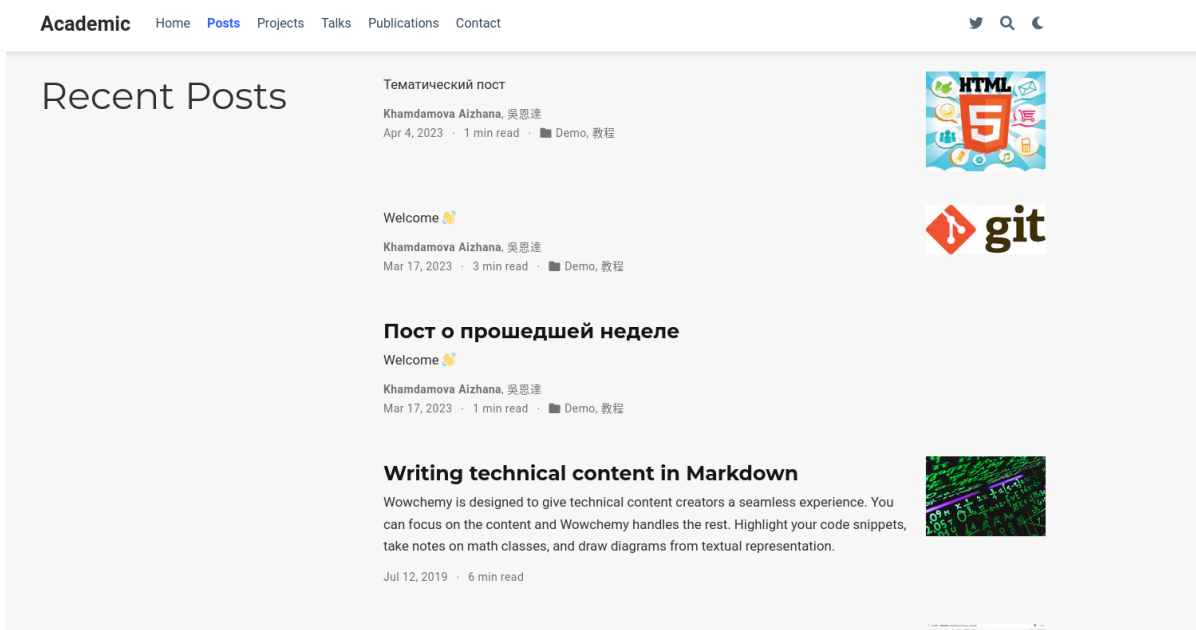 Academic
Home Posts Projects Talks Publications Contact
Recent Posts
Тематический пост
Khamdamova Aizhana, 吳恩達
Apr 4, 2023 · 1 min read · Demo, 教程
HTML
5
Welcome 👋
Khamdamova Aizhana, 吳恩達
Mar 17, 2023 · 3 min read · Demo, 教程
git
Пост о прошедшей неделе
Welcome 👋
Khamdamova Aizhana, 吳恩達
Mar 17, 2023 · 1 min read · Demo, 教程
Writing technical content in Markdown
Wowchemy is designed to give technical content creators a seamless experience. You
can focus on the content and Wowchemy handles the rest. Highlight your code snippets,
take notes on math classes, and draw diagrams from textual representation.
Jul 12, 2019 · 6 min read